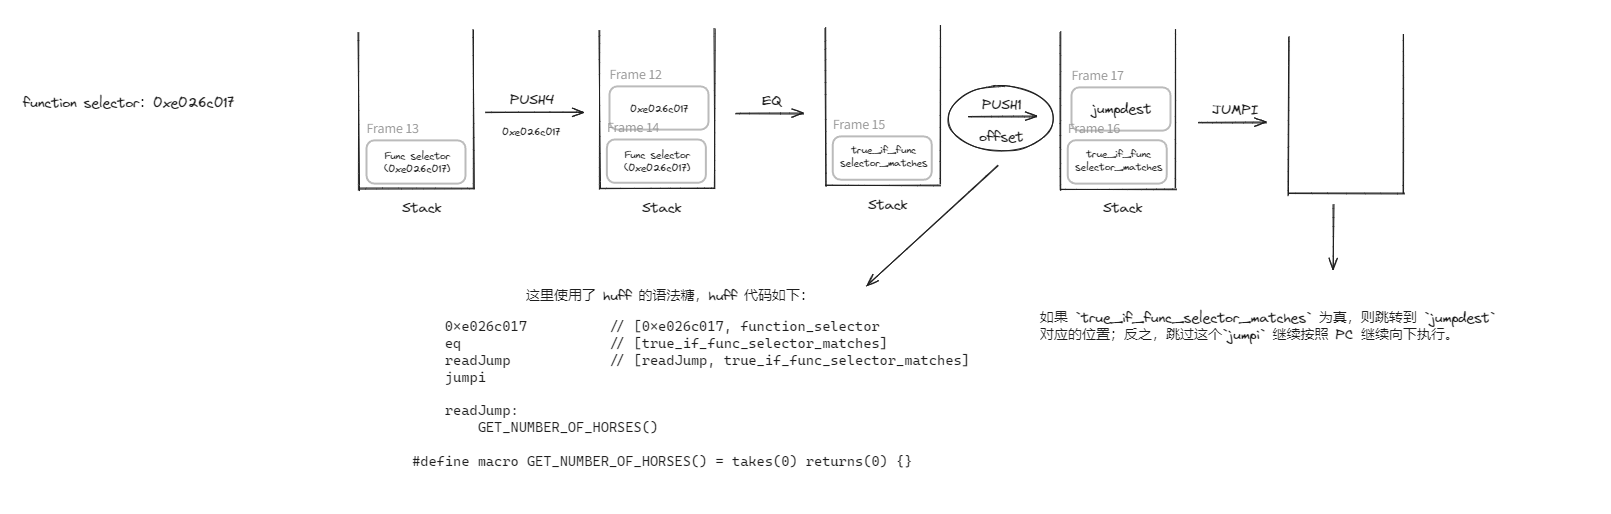 function selector: 0xe026c017
Frame 13
Func selector
(0xe026c017)
Stack
PUSH4
0xe026c017
Frame 12
0xe026c017
Frame 14
Func selector
(0xe026c017)
Stack
EQ
Frame 15
true_if_func
selector_matches
Stack
PUSH1
offset
Frame 17
jumpdest
Frame 16
true_if_func
selector_matches
Stack
JUMPI
这里使用了 huff 的语法糖，huff 代码如下：
0×e026c017 // [0×e026c017, function_selector
eq // [true_if_func_selector_matches]
readJump // [readJump, true_if_func_selector_matches]
jumpi
readJump:
GET_NUMBER_OF_HORSES()
#define macro GET_NUMBER_OF_HORSES() = takes(0) returns(0) {}
如果 `true_if_func_selector_matches` 为真，则跳转到 `jumpdest`
对应的位置；反之，跳过这个`jumpi` 继续按照 PC 继续向下执行。